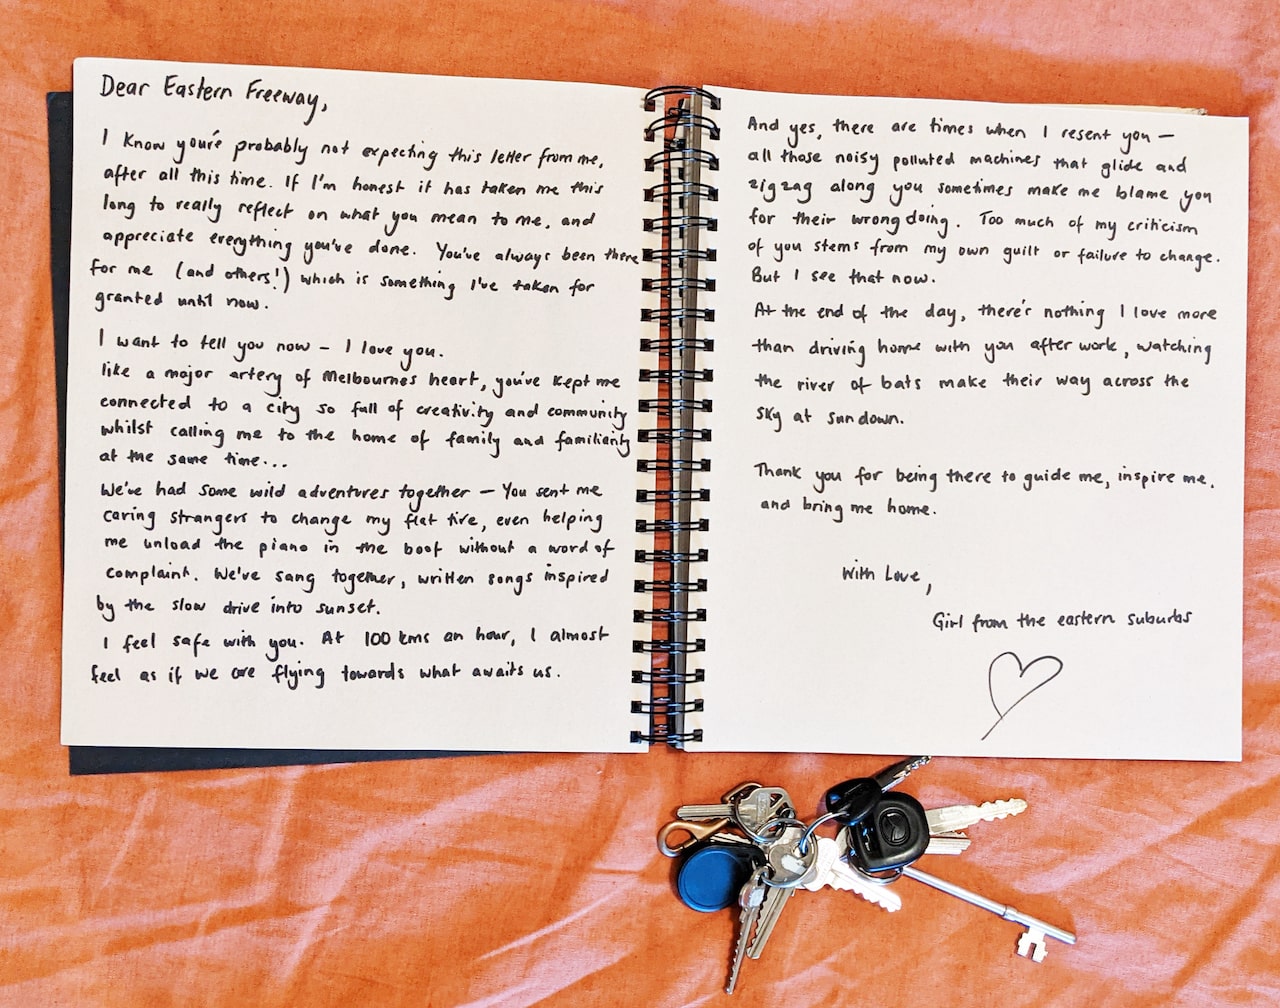 Dear Eastern Freeway,
I know you're probably not expecting this letter from me,
after all this time. If I'm honest it has taken me this
long to really reflect on what you mean to me, and
appreciate everything you've done. You've always been there
for me (and others!) which is something I've taken for
granted until now.
I want to tell you now – I love you.
like a major artery of Melbournes heart, you've kept me
connected to a city so full of creativity and community
whilst calling me to the home of family and familiarity
at the same time...
We've had some wild adventures together – You sent me
caring strangers to change my flat tire, even helping
me unload the piano in the boot without a word of
complaint. We've sang together, written songs inspired
by the slow drive into sunset.
I feel safe with you. At 100 kms an hour, I almost
feel as if we are flying towards what awaits us.
And yes, there are times when I resent you –
all those noisy polluted machines that glide and
zig zag along you sometimes make me blame you
for their wrong doing. Too much of my criticism
of you stems from my own guilt or failure to change.
But I see that now.
At the end of the day, there's nothing I love more
than driving home with you after work, watching
the river of bats make their way across the
sky at sundown.
Thank you for being there to guide me, inspire me,
and bring me home.
With Love,
Girl from the eastern suburbs